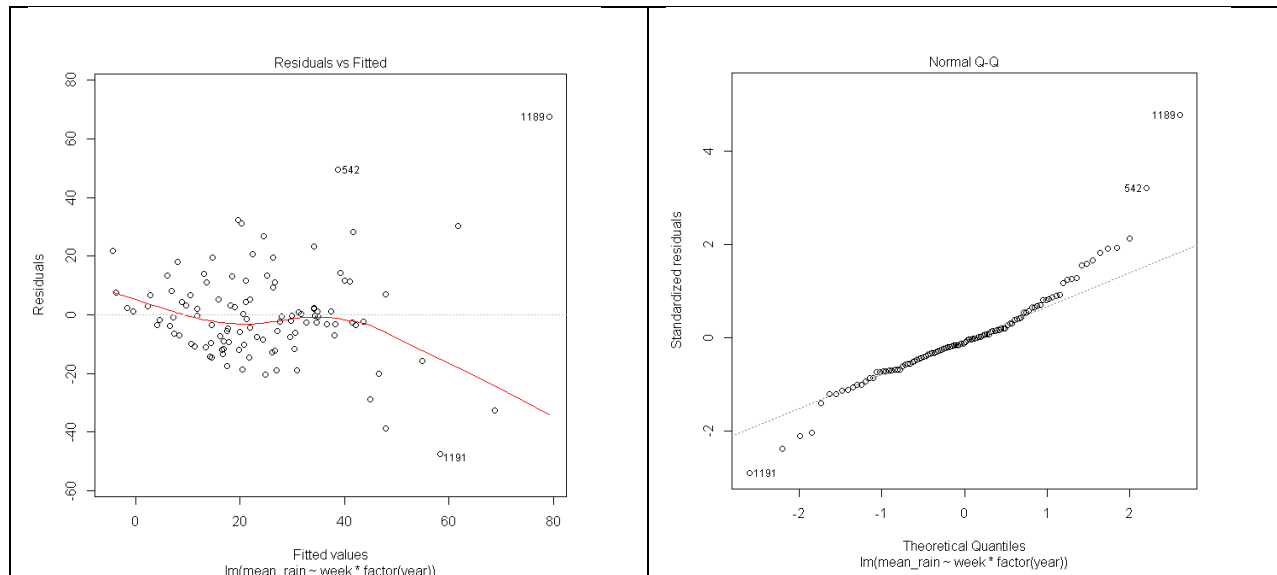 Residuals vs Fitted
80
60
40
20
0
-20
-40
-60
Residuals
1189
542
1191
0 20 40 60 80
Fitted values
lm(mean_rain ~ week * factor(year))
Normal Q-Q
4
2
0
-2
Standardized residuals
1189
542
1191
-2 -1 0 1 2
Theoretical Quantiles
lm(mean_rain ~ week * factor(year))